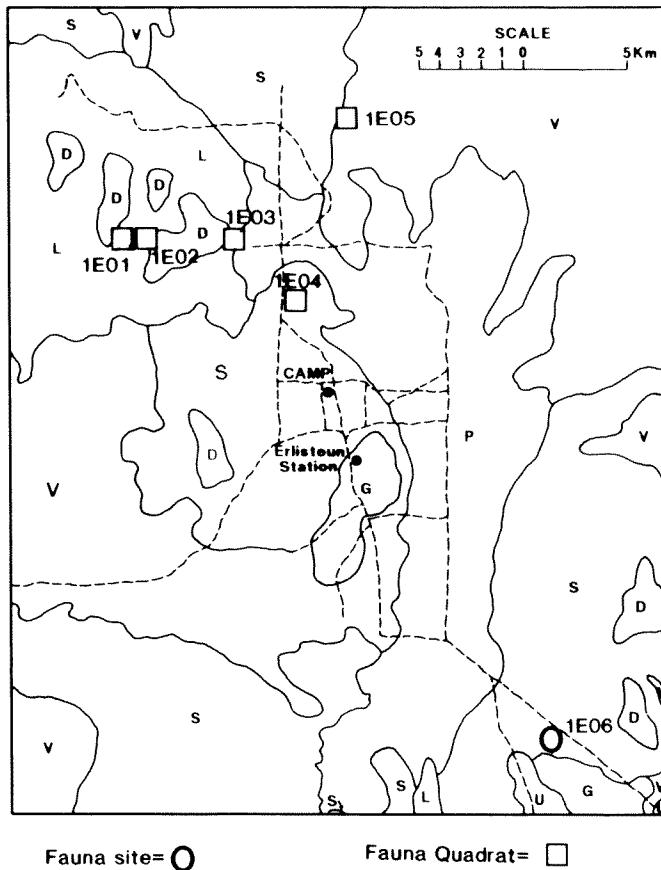 S
V
SCALE
5 4 3 2 1 0 5Km
S
1E05
V
D
L
D
D
L
D
1E03
1E01
1E02
1E04
S
CAMP
P
V
D
Erlistoun
Station
V
G
S
D
S
1E06
D
V
S
L
U
G
V
S
Fauna site=
Fauna Quadrat=